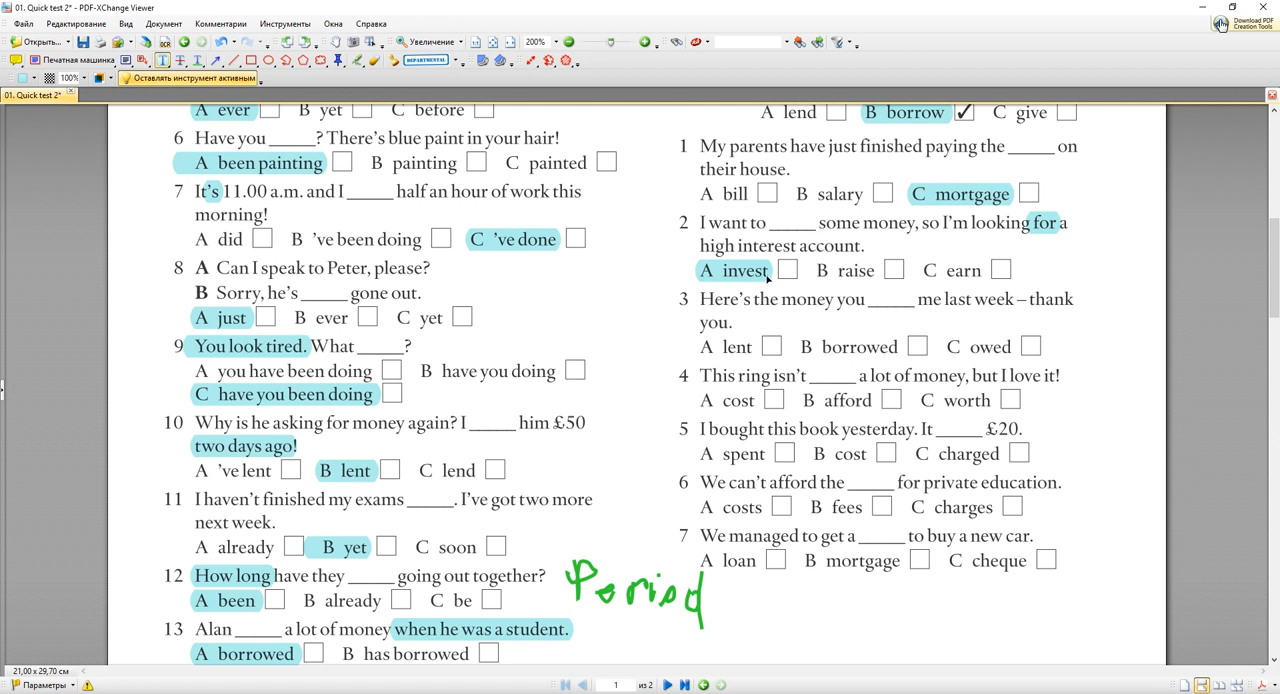 01. Quick test 2* - PDF-XChange Viewer
Файл Редактирование Вид Документ Комментарии Инструменты Окна Справка
Download PDF
Creation Tools
Открыть... OCR Увеличение 200%
Печатная машинка DEPARTMENTAL
100% Оставлять инструмент активным
01. Quick test 2*
A ever B yet C before
6 Have you _____? There's blue paint in your hair!
A been painting B painting C painted
7 It's 11.00 a.m. and I _____ half an hour of work this
morning!
A did B 've been doing C 've done
8 A Can I speak to Peter, please?
B Sorry, he's _____ gone out.
A just B ever C yet
9 You look tired. What _____?
A you have been doing B have you doing
C have you been doing
10 Why is he asking for money again? I _____ him £50
two days ago!
A 've lent B lent C lend
11 I haven't finished my exams _____. I've got two more
next week.
A already B yet C soon
12 How long have they _____ going out together?
A been B already C be
13 Alan _____ a lot of money when he was a student.
A borrowed B has borrowed
Period
A lend B borrow ✓ C give
1 My parents have just finished paying the _____ on
their house.
A bill B salary C mortgage
2 I want to _____ some money, so I'm looking for a
high interest account.
A invest B raise C earn
3 Here's the money you _____ me last week – thank
you.
A lent B borrowed C owed
4 This ring isn't _____ a lot of money, but I love it!
A cost B afford C worth
5 I bought this book yesterday. It _____ £20.
A spent B cost C charged
6 We can't afford the _____ for private education.
A costs B fees C charges
7 We managed to get a _____ to buy a new car.
A loan B mortgage C cheque
21,00 x 29,70 см
Параметры 1 из 2